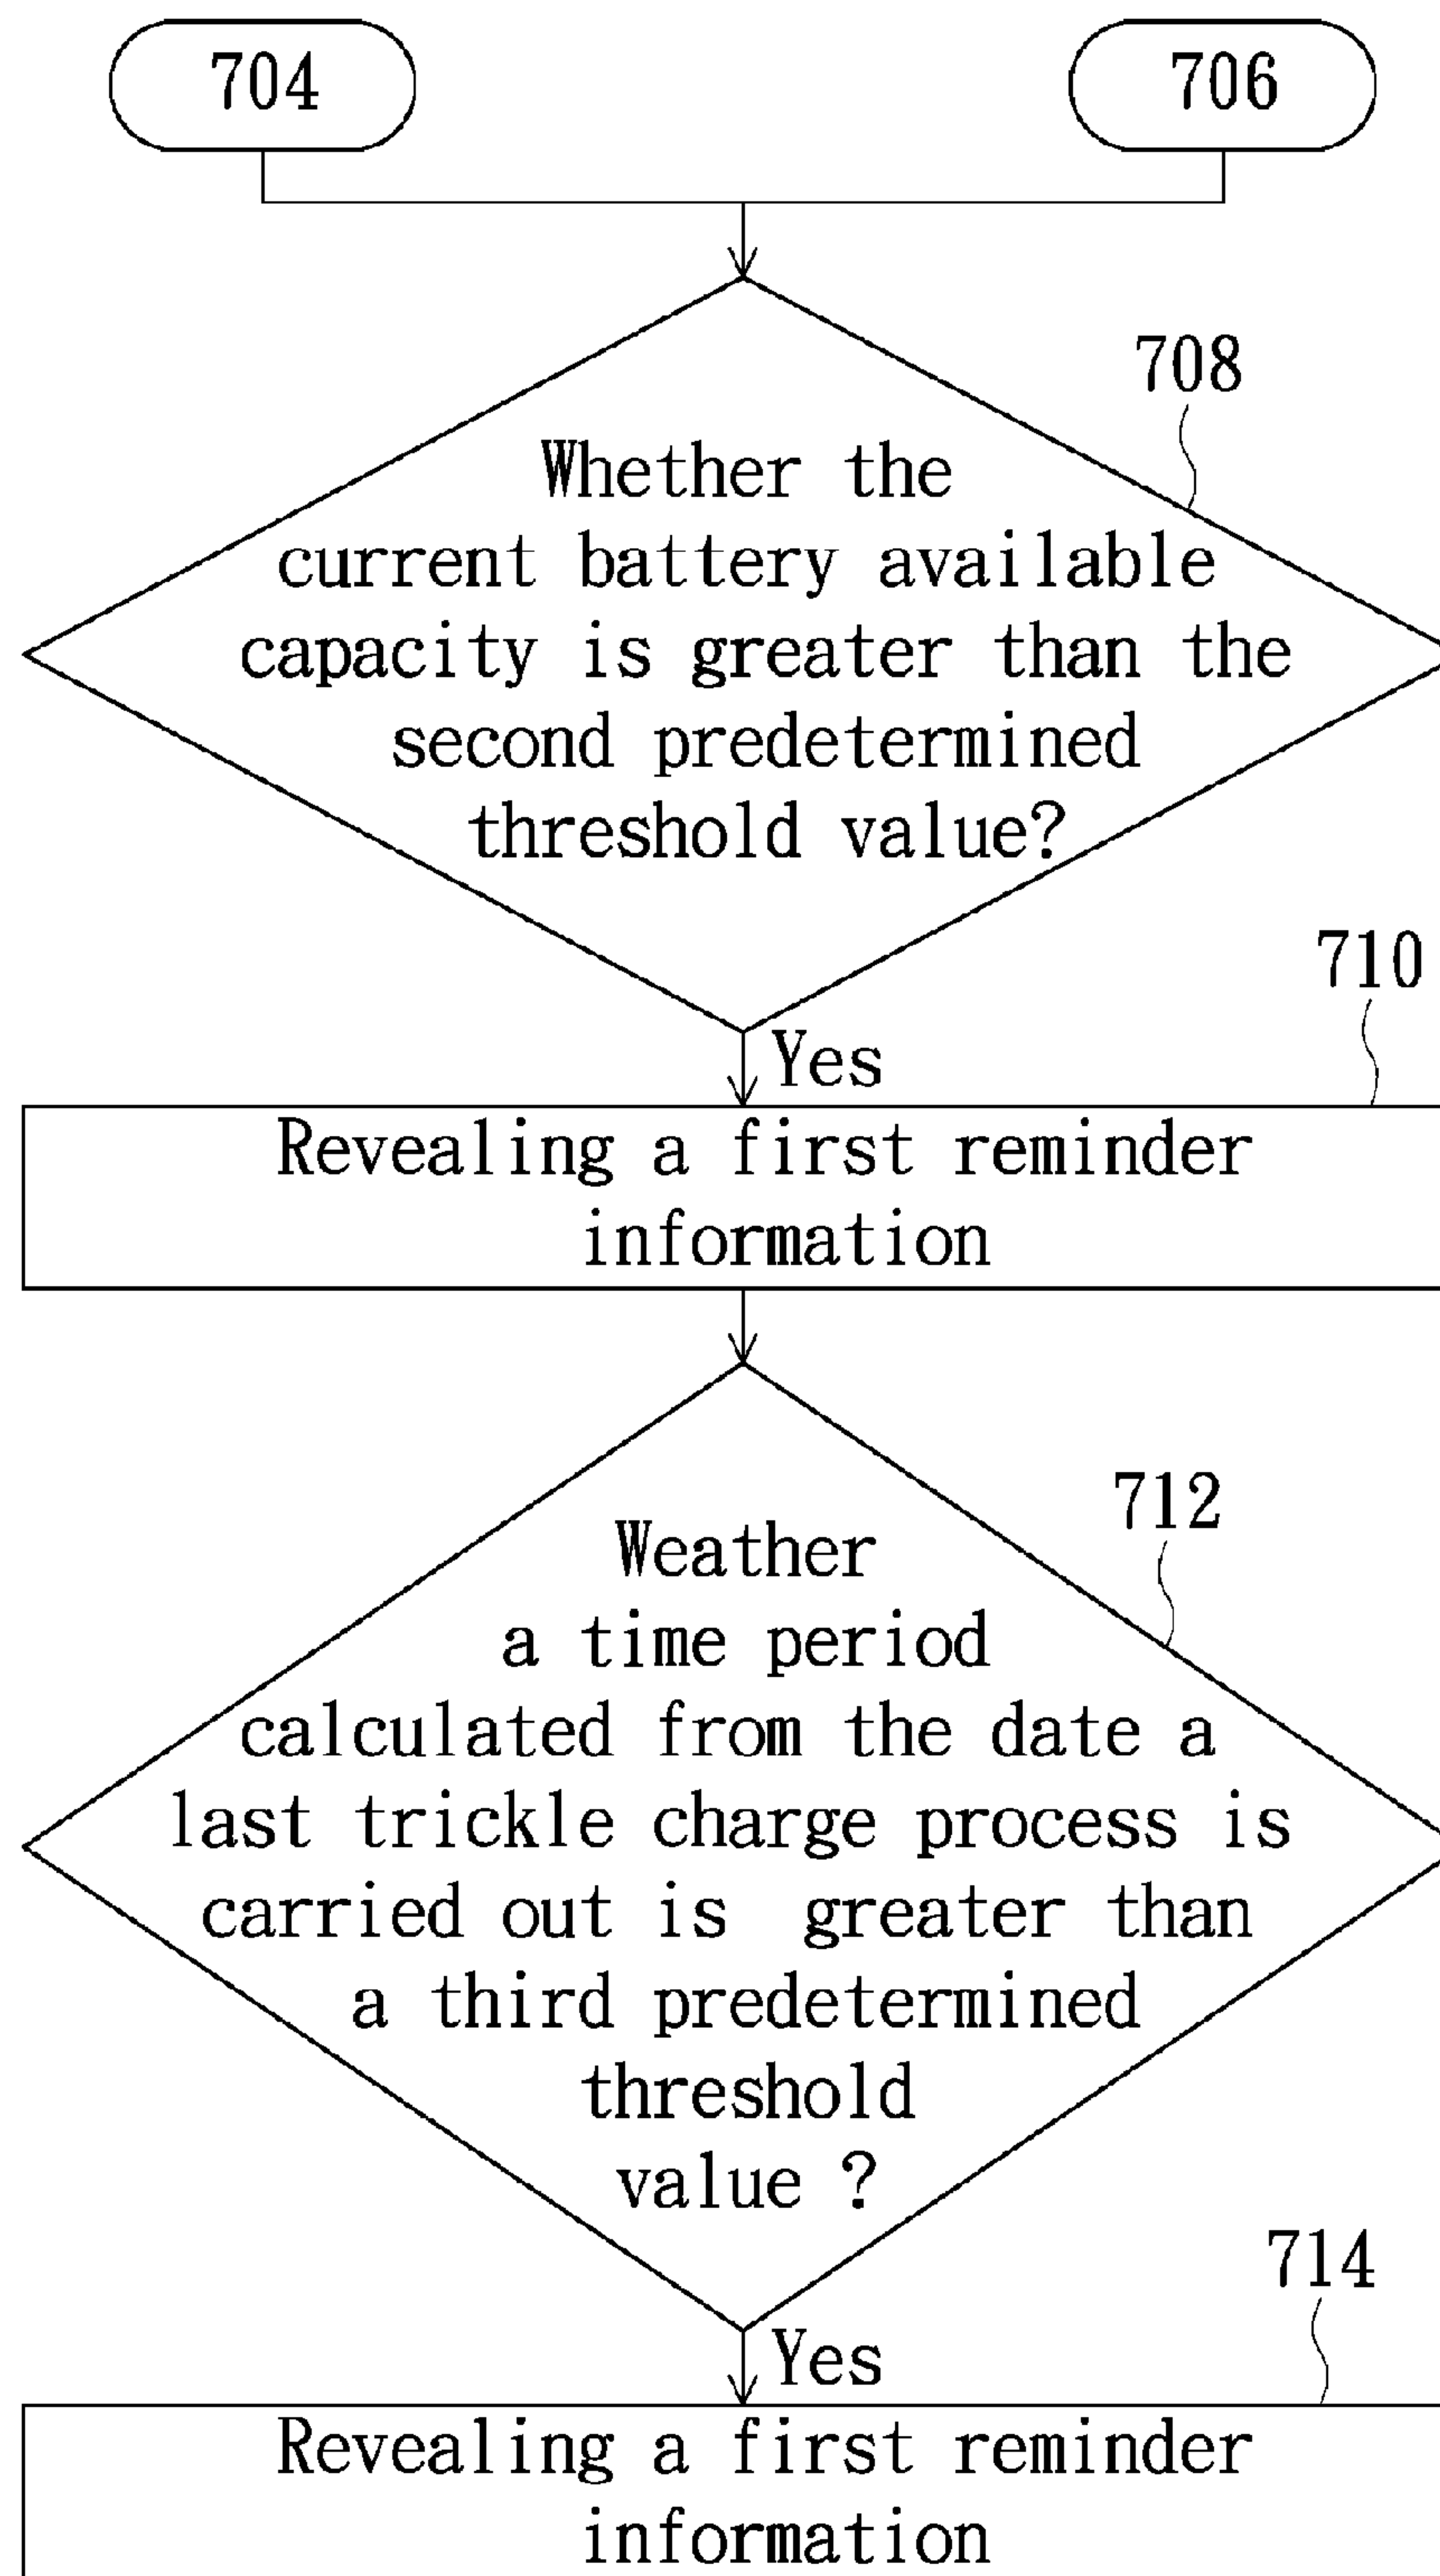 704
706
708
Whether the
current battery available
capacity is greater than the
second predetermined
threshold value?
710
Yes
Revealing a first reminder
information
712
Weather
a time period
calculated from the date a
last trickle charge process is
carried out is  greater than
a third predetermined
threshold
value ?
714
Yes
Revealing a first reminder
information